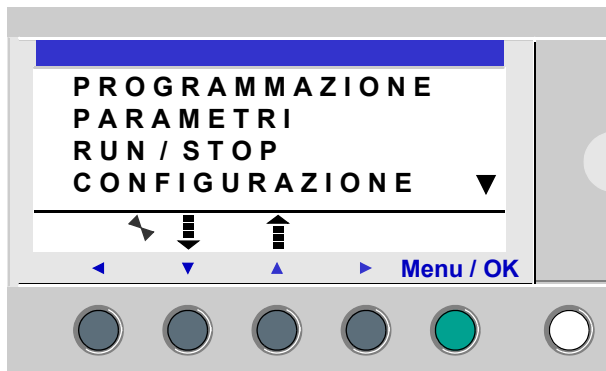 PROGRAMMAZIONE
PARAMETRI
RUN / STOP
CONFIGURAZIONE
Menu / OK